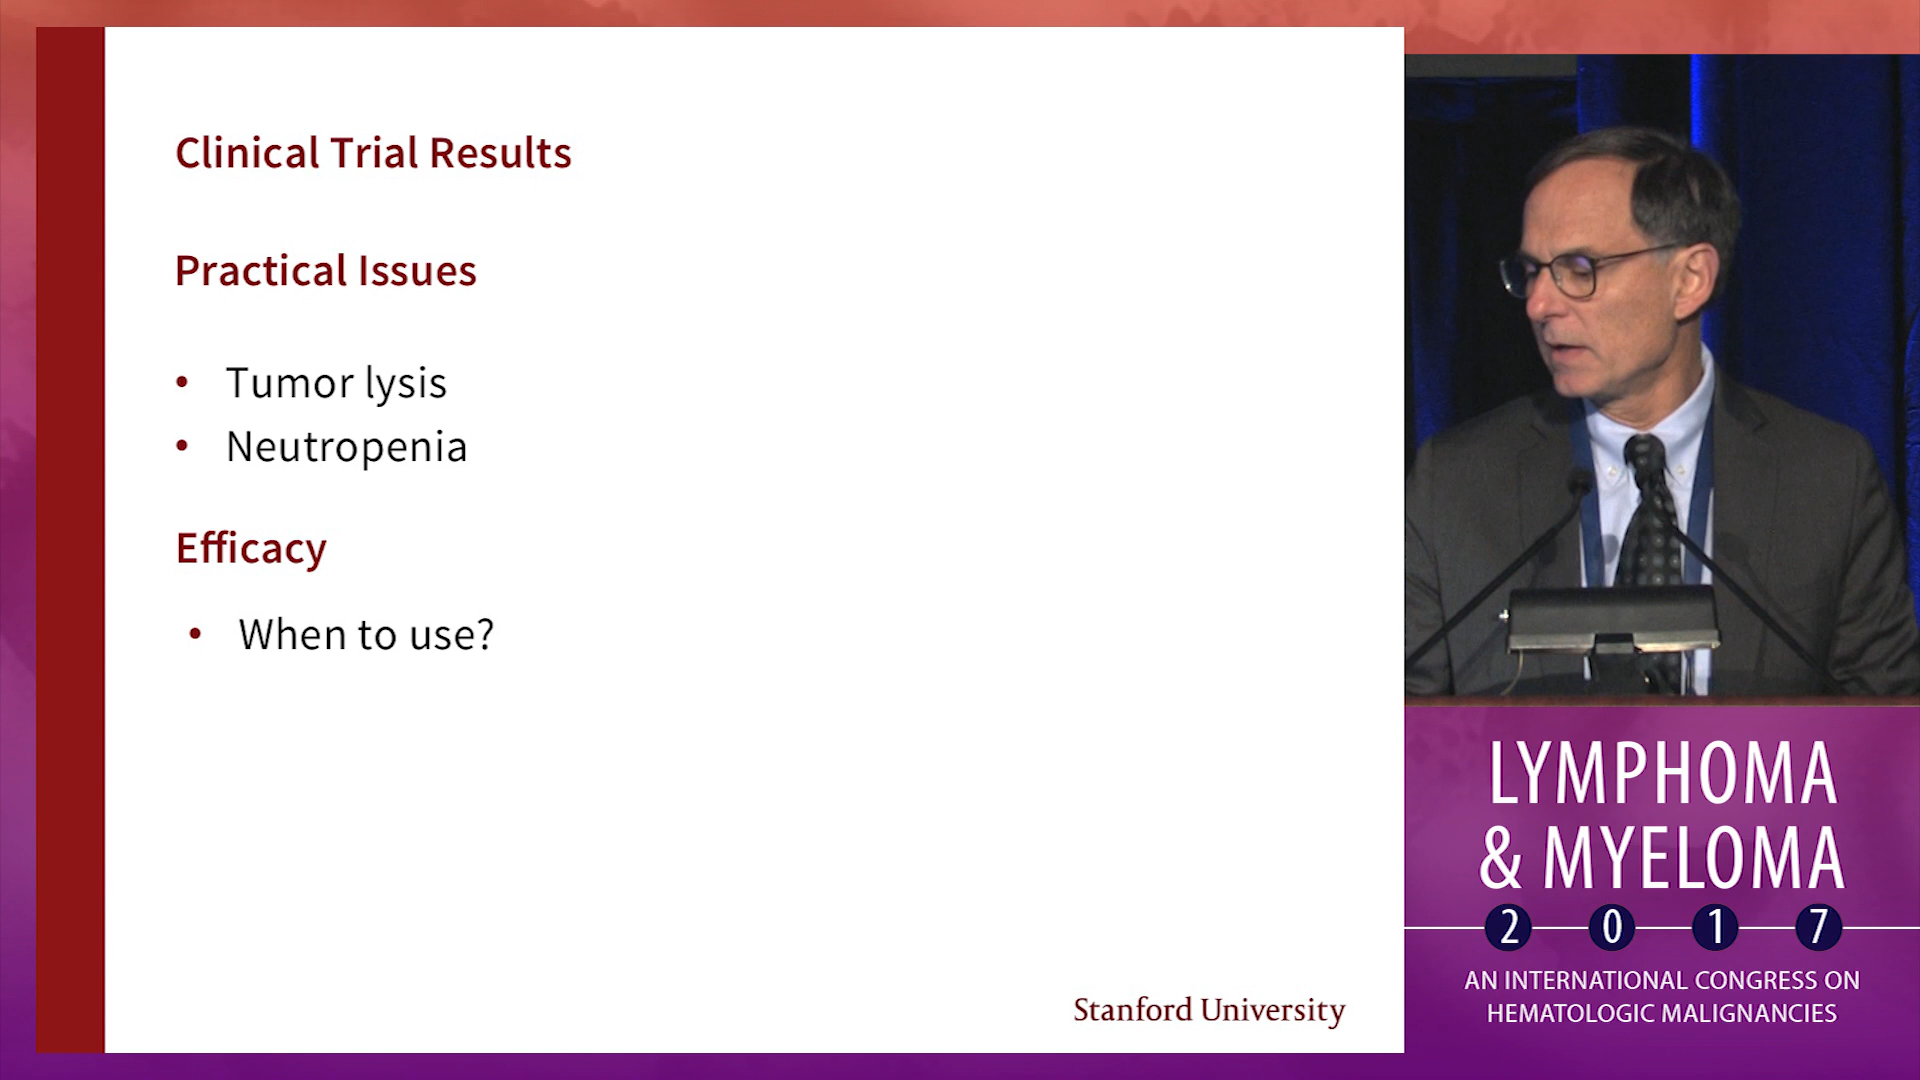 Clinical Trial Results
Practical Issues
• Tumor lysis
• Neutropenia
Efficacy
• When to use?
Stanford University
LYMPHOMA
& MYELOMA
2 0 1 7
AN INTERNATIONAL CONGRESS ON
HEMATOLOGIC MALIGNANCIES